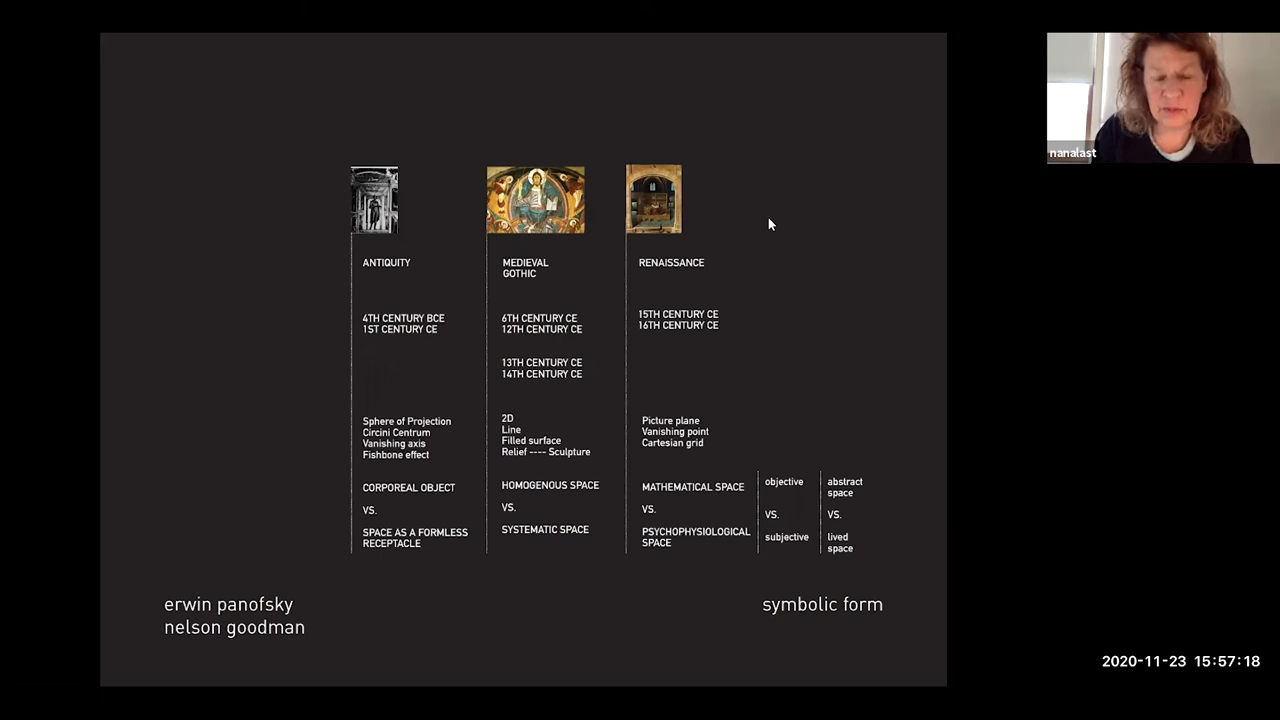 nanalast
ANTIQUITY
4TH CENTURY BCE
1ST CENTURY CE
Sphere of Projection
Circini Centrum
Vanishing axis
Fishbone effect
CORPOREAL OBJECT
VS.
SPACE AS A FORMLESS
RECEPTACLE
MEDIEVAL
GOTHIC
6TH CENTURY CE
12TH CENTURY CE
13TH CENTURY CE
14TH CENTURY CE
2D
Line
Filled surface
Relief ---- Sculpture
HOMOGENOUS SPACE
VS.
SYSTEMATIC SPACE
RENAISSANCE
15TH CENTURY CE
16TH CENTURY CE
Picture plane
Vanishing point
Cartesian grid
MATHEMATICAL SPACE
VS.
PSYCHOPHYSIOLOGICAL
SPACE
objective
VS.
subjective
abstract
space
VS.
lived
space
erwin panofsky
nelson goodman
symbolic form
2020-11-23 15:57:18